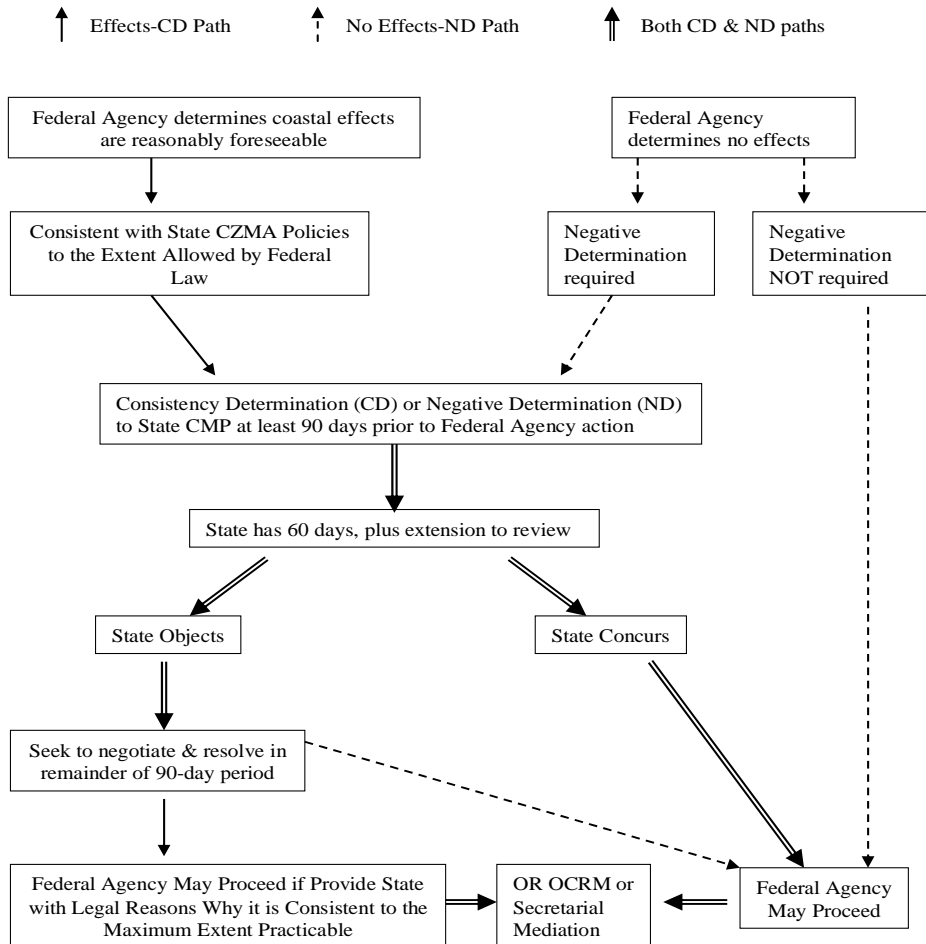 Effects-CD Path
No Effects-ND Path
Both CD & ND paths
Federal Agency determines coastal effects
are reasonably foreseeable
Federal Agency
determines no effects
Consistent with State CZMA Policies
to the Extent Allowed by Federal
Law
Negative
Determination
required
Negative
Determination
NOT required
Consistency Determination (CD) or Negative Determination (ND)
to State CMP at least 90 days prior to Federal Agency action
State has 60 days, plus extension to review
State Objects
State Concurs
Seek to negotiate & resolve in
remainder of 90-day period
Federal Agency May Proceed if Provide State
with Legal Reasons Why it is Consistent to the
Maximum Extent Practicable
OR OCRM or
Secretarial
Mediation
Federal Agency
May Proceed